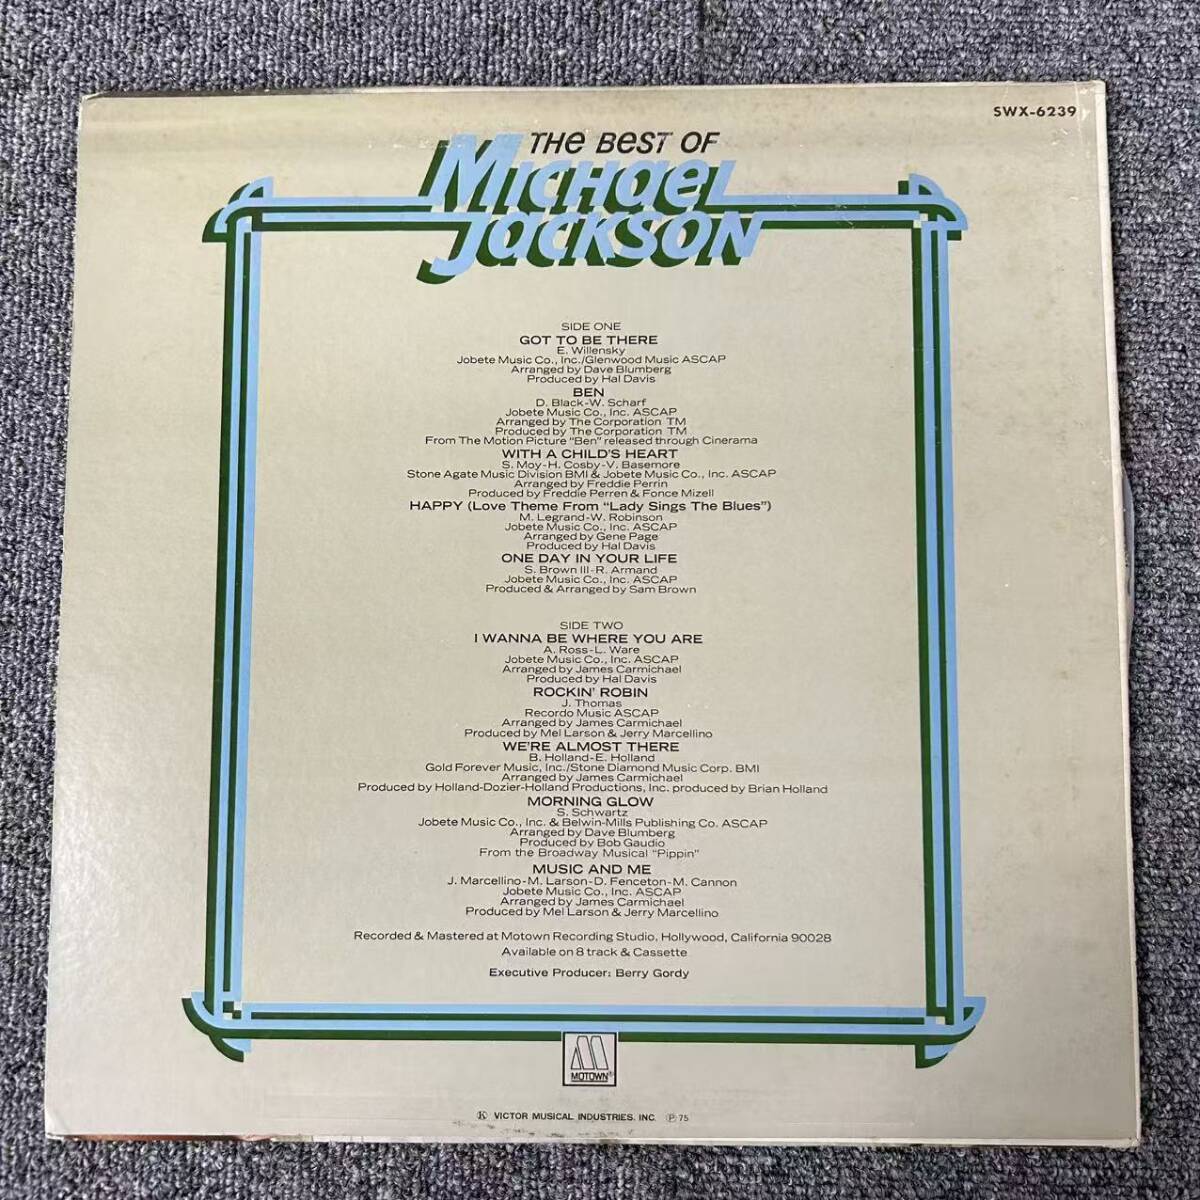 SWX-6239
THE BEST OF
MICHAEL
JACKSON
SIDE ONE
GOT TO BE THERE
E. Willensky
Jobete Music Co., Inc./Glenwood Music ASCAP
Arranged by Dave Blumberg
Produced by Hal Davis
BEN
D. Black-W. Scharf
Jobete Music Co., Inc. ASCAP
Arranged by The Corporation TM
Produced by The Corporation TM
From The Motion Picture "Ben" released through Cinerama
WITH A CHILD'S HEART
S. Moy-H. Cosby-V. Basemore
Stone Agate Music Division BMI & Jobete Music Co., Inc. ASCAP
Arranged by Freddie Perrin
Produced by Freddie Perren & Fonce Mizell
HAPPY (Love Theme From "Lady Sings The Blues")
M. Legrand-W. Robinson
Jobete Music Co., Inc. ASCAP
Arranged by Gene Page
Produced by Hal Davis
ONE DAY IN YOUR LIFE
S. Brown III-R. Armand
Jobete Music Co., Inc. ASCAP
Produced & Arranged by Sam Brown
SIDE TWO
I WANNA BE WHERE YOU ARE
A. Ross-L. Ware
Jobete Music Co., Inc. ASCAP
Arranged by James Carmichael
Produced by Hal Davis
ROCKIN' ROBIN
J. Thomas
Recordo Music ASCAP
Arranged by James Carmichael
Produced by Mel Larson & Jerry Marcellino
WE'RE ALMOST THERE
B. Holland-E. Holland
Gold Forever Music, Inc./Stone Diamond Music Corp. BMI
Arranged by James Carmichael
Produced by Holland-Dozier-Holland Productions, Inc. produced by Brian Holland
MORNING GLOW
S. Schwartz
Jobete Music Co., Inc. & Belwin-Mills Publishing Co. ASCAP
Arranged by Dave Blumberg
Produced by Bob Gaudio
From the Broadway Musical "Pippin"
MUSIC AND ME
J. Marcellino-M. Larson-D. Fenceton-M. Cannon
Jobete Music Co., Inc. ASCAP
Arranged by James Carmichael
Produced by Mel Larson & Jerry Marcellino
Recorded & Mastered at Motown Recording Studio, Hollywood, California 90028
Available on 8 track & Cassette
Executive Producer: Berry Gordy
M
MOTOWN®
Ⓚ VICTOR MUSICAL INDUSTRIES, INC. Ⓟ 75